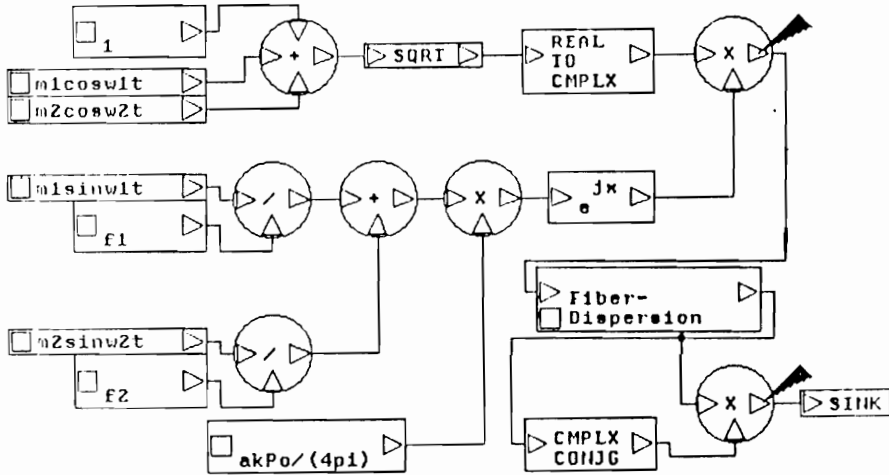 1
+
SQRT
REAL
TO
CMPLX
X
m1cosw1t
m2cosw2t
m1sinw1t
/
+
X
e jx
f1
Fiber-
Dispersion
m2sinw2t
/
f2
X
SINK
akPo/(4pi)
CMPLX
CONJG